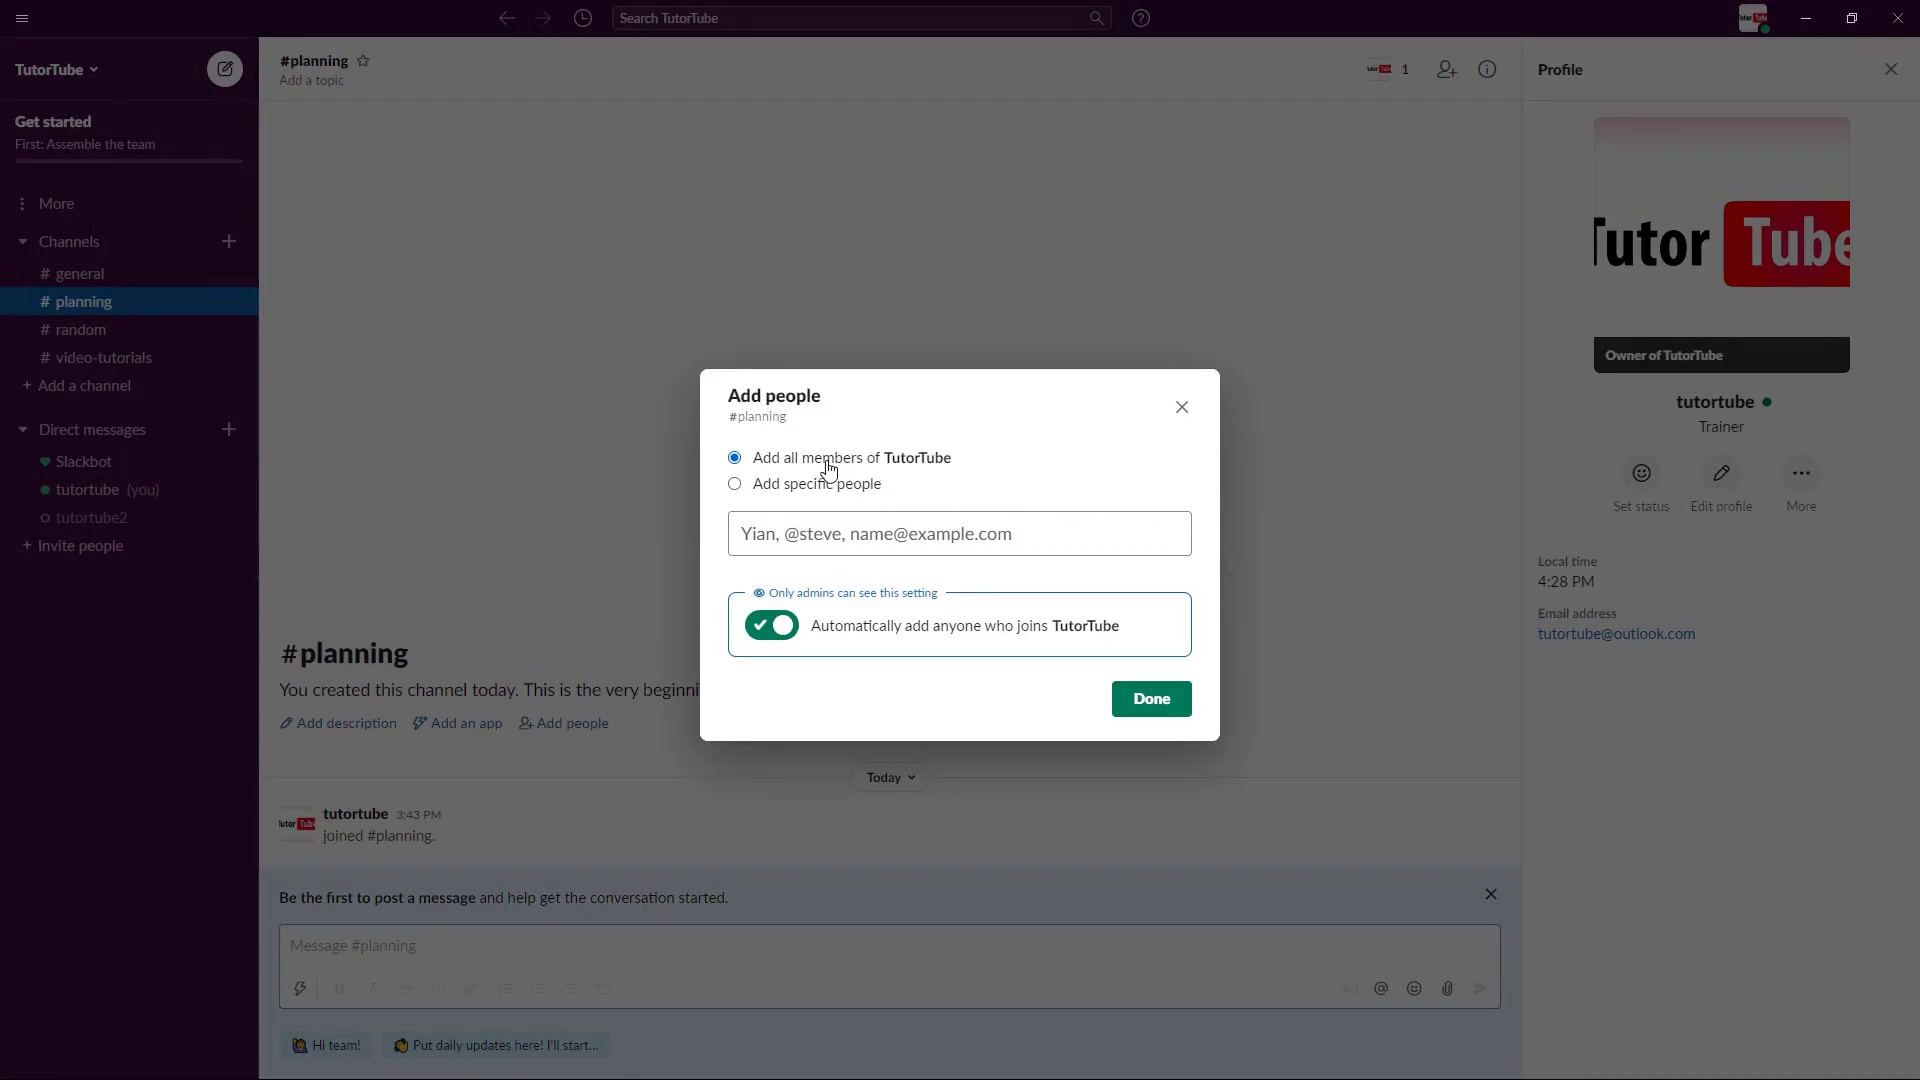 Search TutorTube
TutorTube
Get started
First: Assemble the team
More
Channels
# general
# planning
# random
# video-tutorials
+ Add a channel
Direct messages
Slackbot
tutortube (you)
tutortube2
+ Invite people
#planning
Add a topic
1
#planning
You created this channel today. This is the very beginni
Add description
Add an app
Add people
Today
tutortube 3:43 PM
joined #planning.
Be the first to post a message and help get the conversation started.
Message #planning
Hi team!
Put daily updates here! I'll start...
Add people
#planning
Add all members of TutorTube
Add specific people
Yian, @steve, name@example.com
Only admins can see this setting
Automatically add anyone who joins TutorTube
Done
Profile
Tutor Tube
Owner of TutorTube
tutortube
Trainer
Set status
Edit profile
More
Local time
4:28 PM
Email address
tutortube@outlook.com